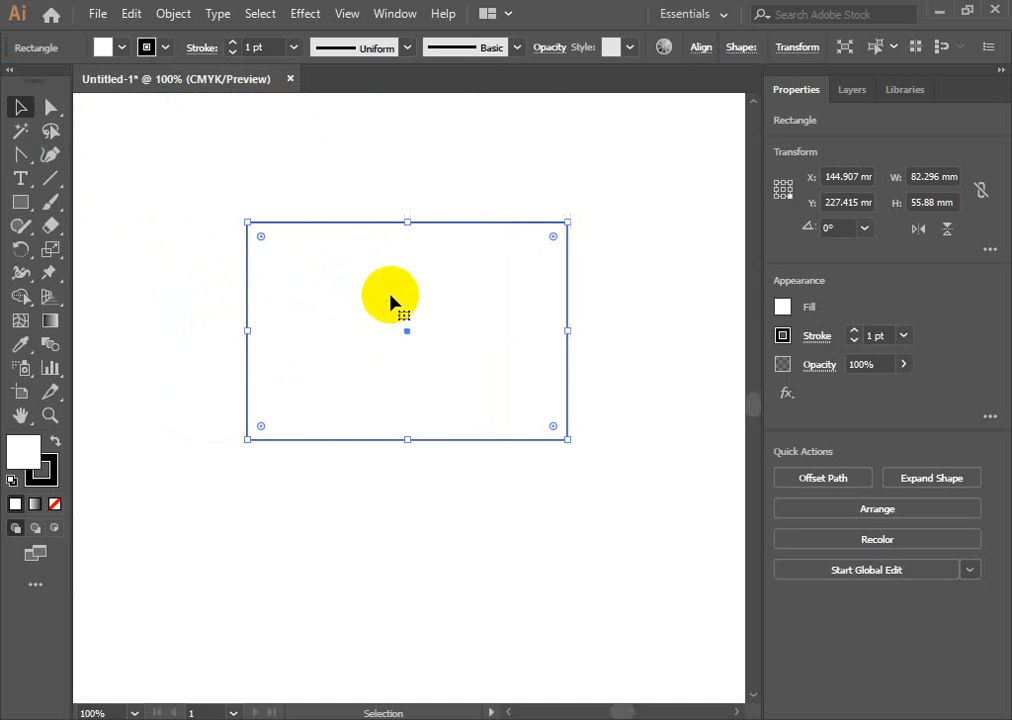 Ai File Edit Object Type Select Effect View Window Help Essentials Search Adobe Stock
Rectangle Stroke: 1 pt Uniform Basic Opacity Style: Align Shape: Transform
Untitled-1* @ 100% (CMYK/Preview)
Properties Layers Libraries
Rectangle
Transform
X: 144.907 mr W: 82.296 mm
Y: 227.415 mr H: 55.88 mm
0°
Appearance
Fill
Stroke 1 pt
Opacity 100%
fx.
Quick Actions
Offset Path Expand Shape
Arrange
Recolor
Start Global Edit
100% 1 Selection